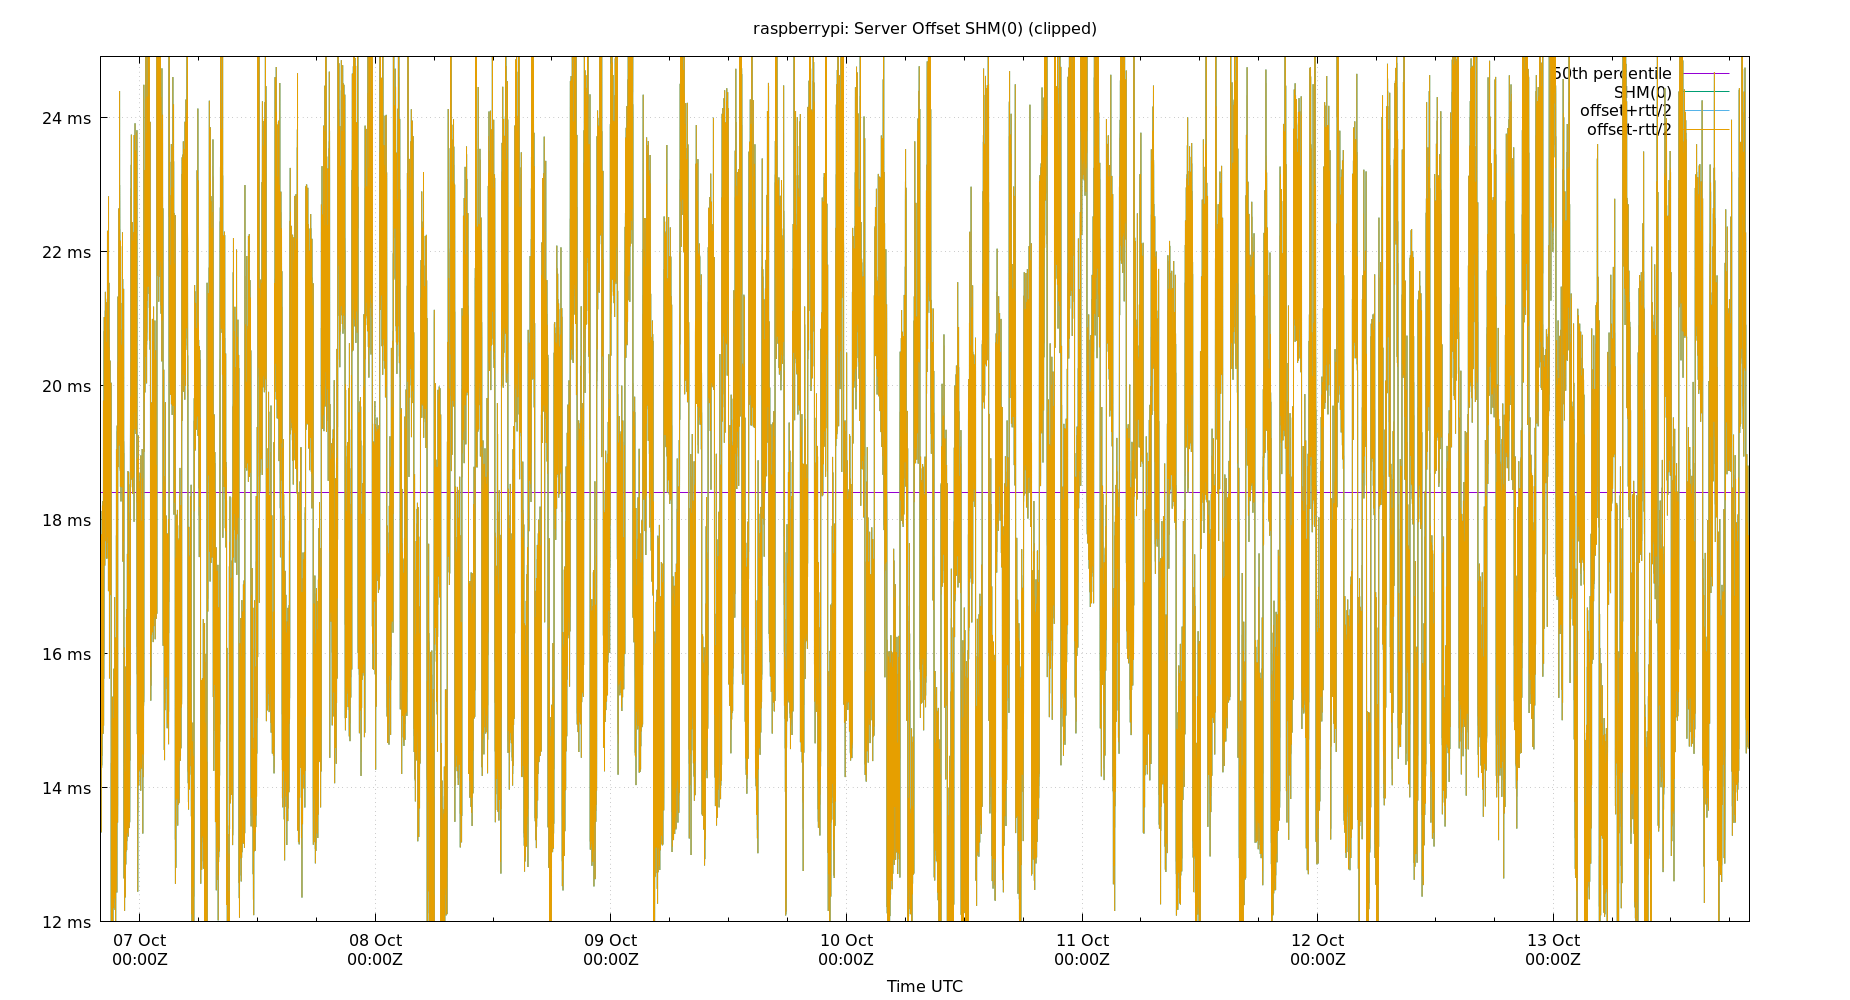 raspberrypi: Server Offset SHM(0) (clipped)
50th percentile
SHM(0)
offset+rtt/2
offset-rtt/2
24 ms
22 ms
20 ms
18 ms
16 ms
14 ms
12 ms
07 Oct 08 Oct 09 Oct 10 Oct 11 Oct 12 Oct 13 Oct
00:00Z 00:00Z 00:00Z 00:00Z 00:00Z 00:00Z 00:00Z
Time UTC